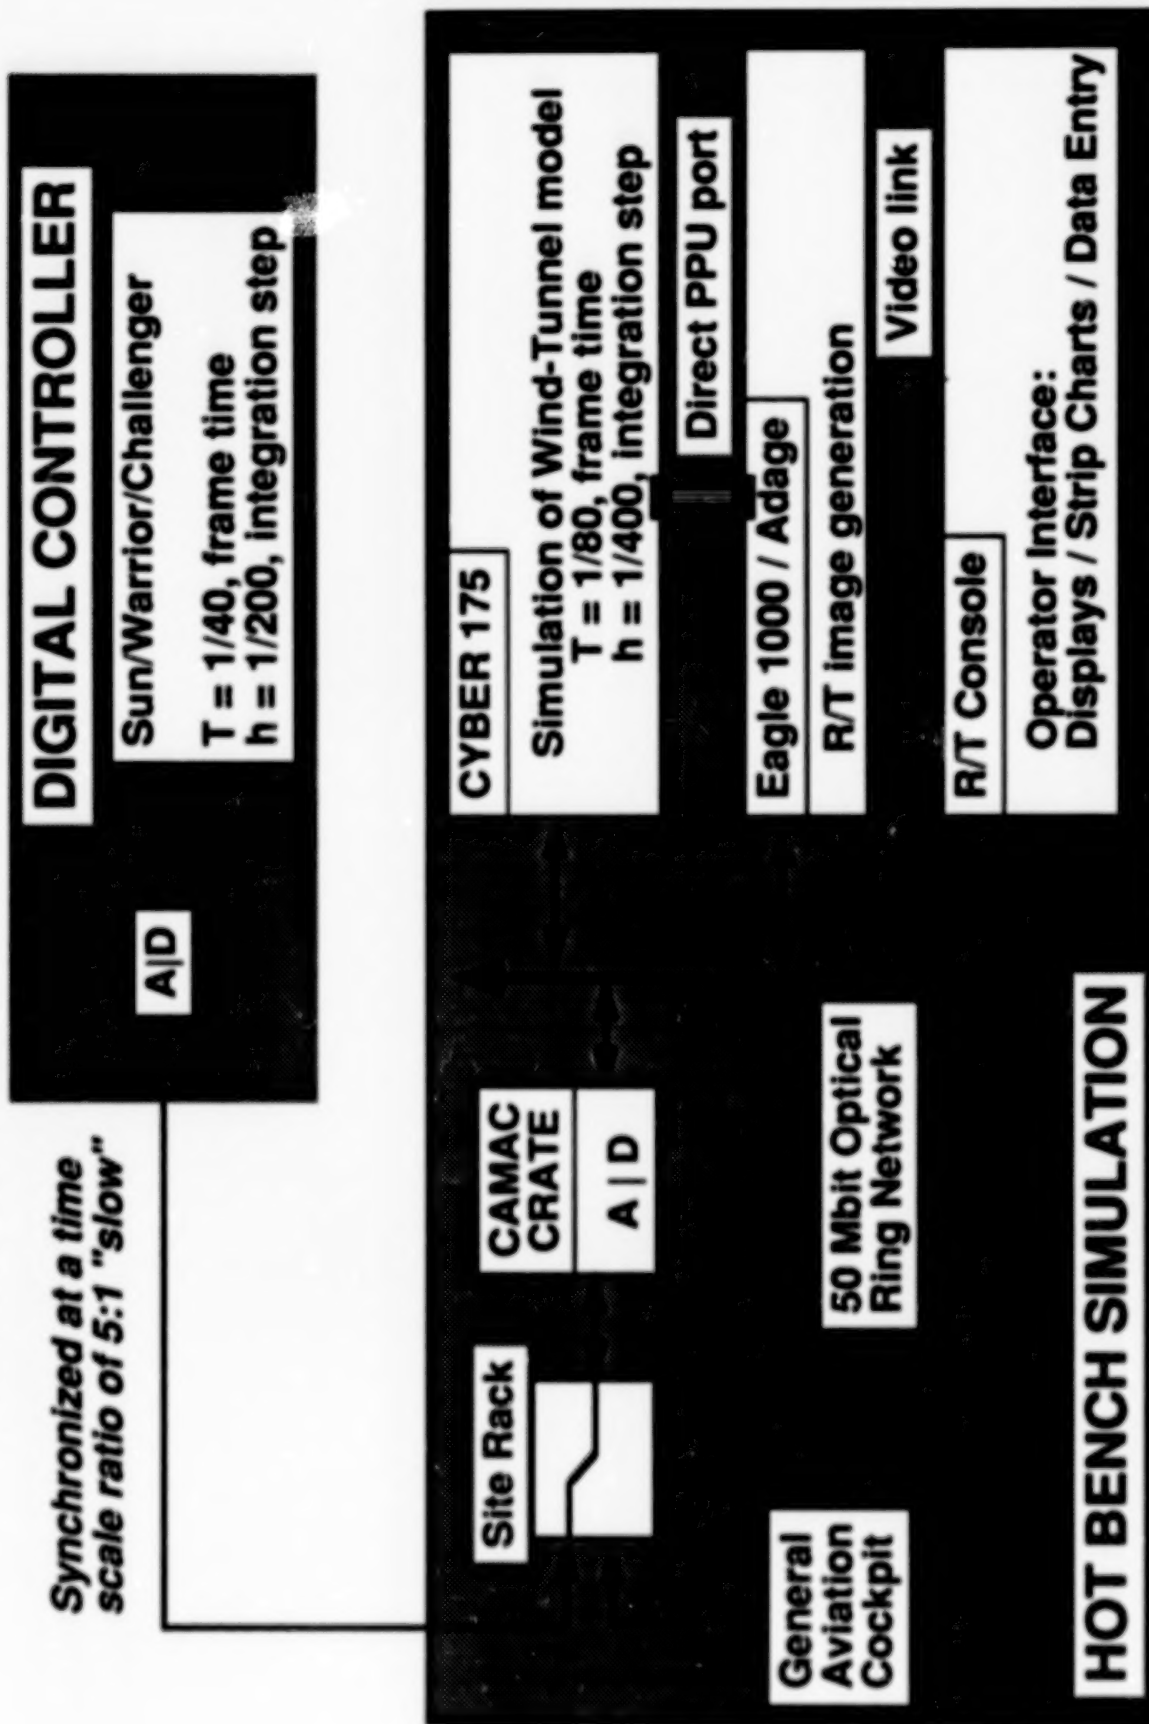 DIGITAL CONTROLLER
Sun/Warrior/Challenger
T = 1/40, frame time
h = 1/200, integration step
A|D
Synchronized at a time
scale ratio of 5:1 "slow"
CYBER 175
Simulation of Wind-Tunnel model
T = 1/80, frame time
h = 1/400, integration step
Direct PPU port
CAMAC
CRATE
A | D
Site Rack
Eagle 1000 / Adage
R/T image generation
Video link
50 Mbit Optical
Ring Network
General
Aviation
Cockpit
R/T Console
Operator Interface:
Displays / Strip Charts / Data Entry
HOT BENCH SIMULATION